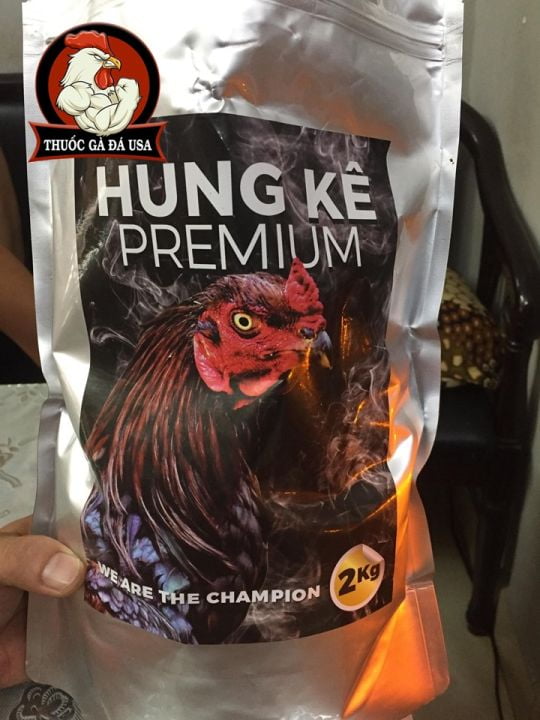 THUỐC GÀ ĐÁ USA
HUNG KÊ
PREMIUM
WE ARE THE CHAMPION
2Kg